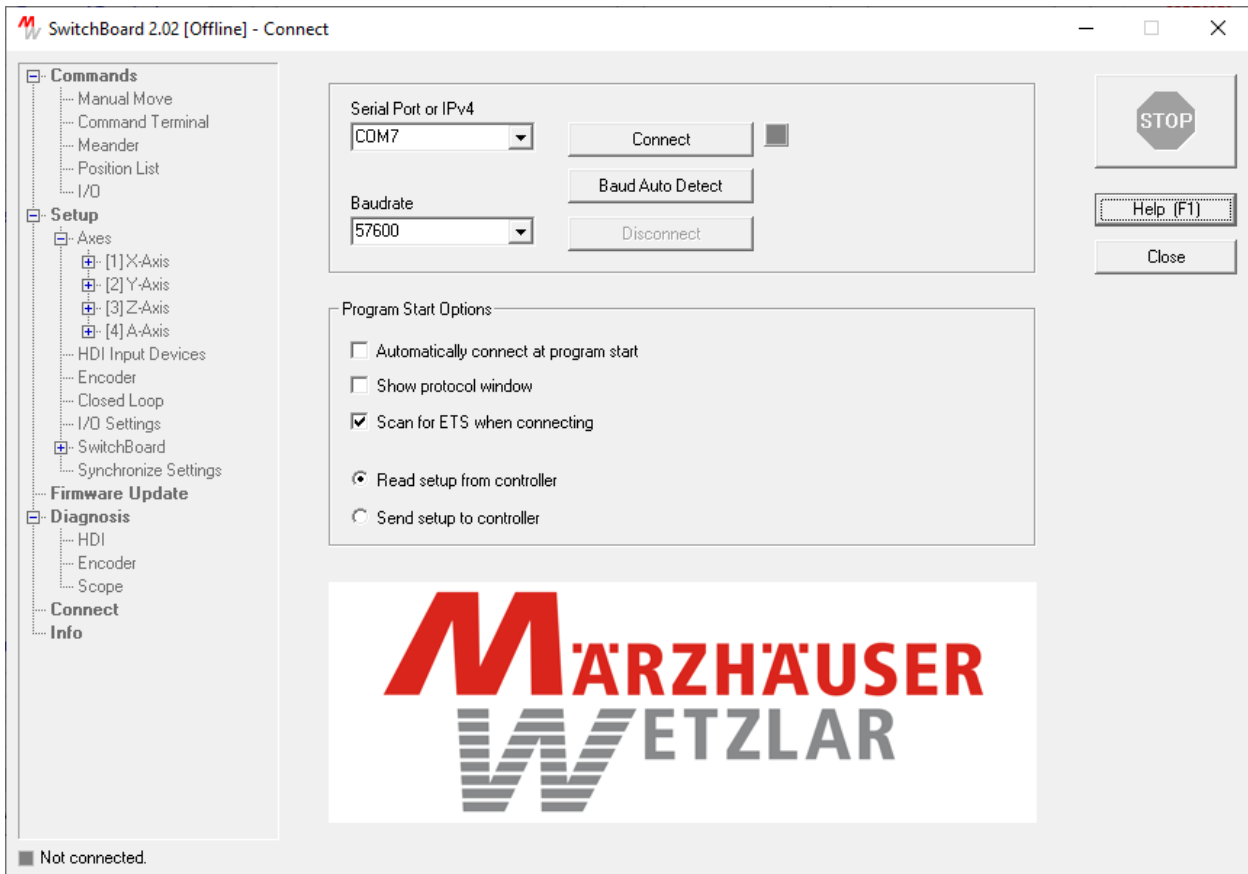 SwitchBoard 2.02 [Offline] - Connect
Commands
Manual Move
Command Terminal
Meander
Position List
I/O
Setup
Axes
[1] X-Axis
[2] Y-Axis
[3] Z-Axis
[4] A-Axis
HDI Input Devices
Encoder
Closed Loop
I/O Settings
SwitchBoard
Synchronize Settings
Firmware Update
Diagnosis
HDI
Encoder
Scope
Connect
Info
Serial Port or IPv4
COM7
Connect
Baud Auto Detect
Baudrate
57600
Disconnect
STOP
Help (F1)
Close
Program Start Options
Automatically connect at program start
Show protocol window
Scan for ETS when connecting
Read setup from controller
Send setup to controller
MÄRZHÄUSER
WETZLAR
Not connected.